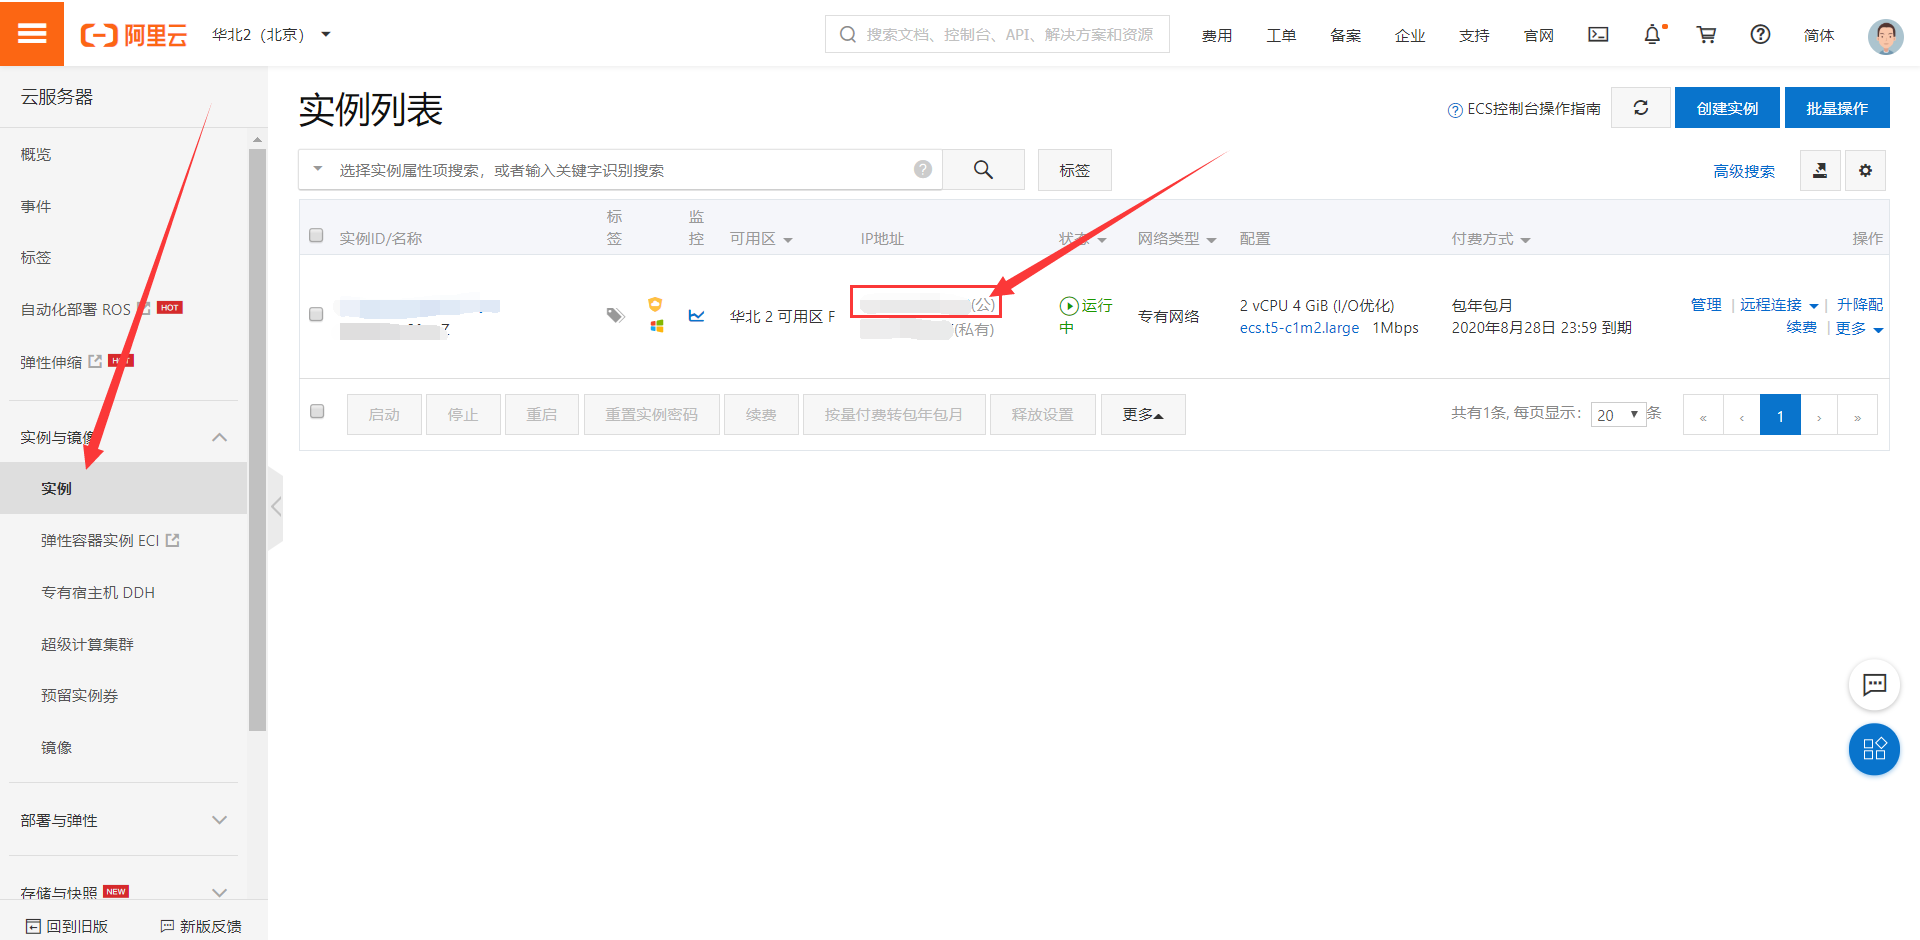 阿里云 华北2（北京）
搜索文档、控制台、API、解决方案和资源
费用 工单 备案 企业 支持 官网 简体
云服务器
概览
事件
标签
自动化部署 ROS HOT
弹性伸缩
实例与镜像
实例
弹性容器实例 ECI
专有宿主机 DDH
超级计算集群
预留实例券
镜像
部署与弹性
存储与快照 NEW
回到旧版 新版反馈
实例列表
ECS控制台操作指南 创建实例 批量操作
选择实例属性项搜索，或者输入关键字识别搜索 标签 高级搜索
实例ID/名称 标签 监控 可用区 IP地址 状态 网络类型 配置 付费方式 操作
华北 2 可用区 F
(公)
(私有)
运行
中
专有网络
2 vCPU 4 GiB (I/O优化)
ecs.t5-c1m2.large 1Mbps
包年包月
2020年8月28日 23:59 到期
管理 | 远程连接 | 升降配
续费 | 更多
启动 停止 重启 重置实例密码 续费 按量付费转包年包月 释放设置 更多
共有1条, 每页显示: 20 条 « ‹ 1 › »